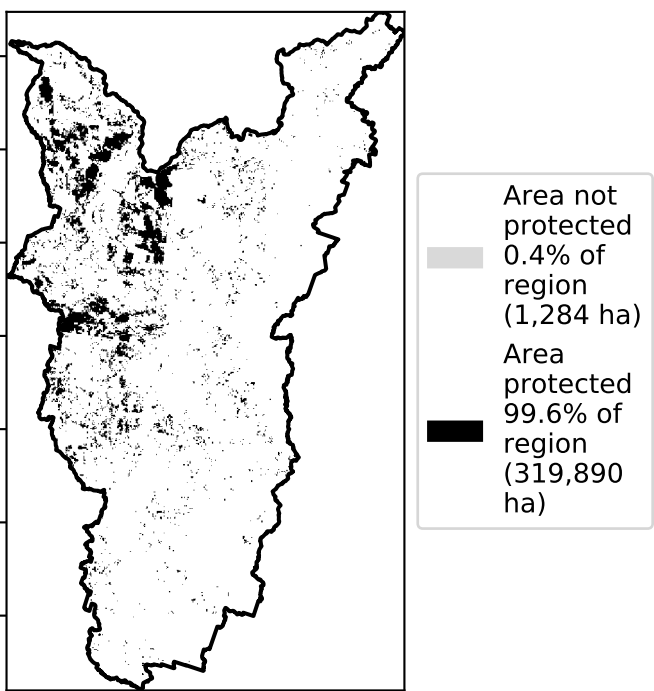 Area not
protected
0.4% of
region
(1,284 ha)
Area
protected
99.6% of
region
(319,890
ha)